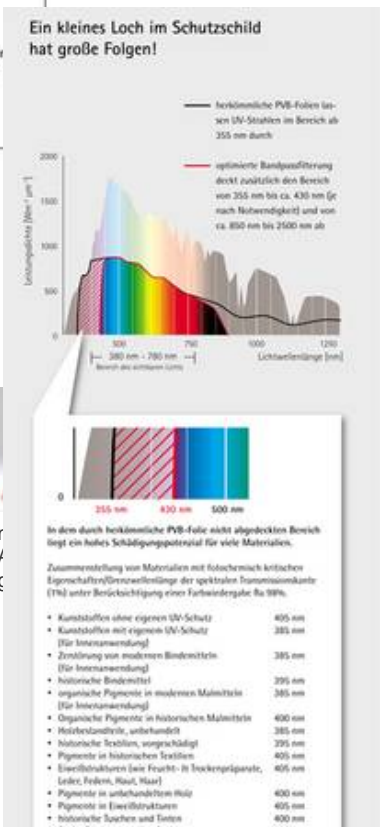 Ein kleines Loch im Schutzschild
hat große Folgen!
herkömmliche PVB-Folien las-
sen UV-Strahlen im Bereich ab
355 nm durch
optimierte Bandpassfilterung
deckt zusätzlich den Bereich
von 355 nm bis ca. 430 nm (je
nach Notwendigkeit) und von
ca. 850 nm bis 2500 nm ab
Leistungsdichte [Wm⁻² µm⁻¹]
2000
1500
1000
500
0
500
750
1000
1250
380 nm - 780 nm
Lichtwellenlänge [nm]
Bereich des sichtbaren Lichts
0
355 nm
430 nm
500 nm
In dem durch herkömmliche PVB-Folie nicht abgedeckten Bereich
liegt ein hohes Schädigungspotenzial für viele Materialien.
Zusammenstellung von Materialien mit fotochemisch kritischen
Eigenschaften/Grenzwellenlänge der spektralen Transmissionskante
(1%) unter Berücksichtigung einer Farbwiedergabe Ra 98%.
• Kunststoffen ohne eigenen UV-Schutz 405 nm
• Kunststoffen mit eigenem UV-Schutz 385 nm
(für Innenanwendung)
• Zerstörung von modernen Bindemitteln 385 nm
(für Innenanwendung)
• historische Bindemittel 395 nm
• organische Pigmente in modernen Malmitteln 385 nm
(für Innenanwendung)
• Organische Pigmente in historischen Malmitteln 400 nm
• Holzbestandteile, unbehandelt 385 nm
• historische Textilien, vorgeschädigt 395 nm
• Pigmente in historischen Textilien 405 nm
• Eiweißstrukturen (wie Feucht- & Trockenpräparate, 405 nm
Leder, Federn, Haut, Haar)
• Pigmente in unbehandeltem Holz 400 nm
• Pigmente in Eiweißstrukturen 405 nm
• historische Tuschen und Tinten 400 nm